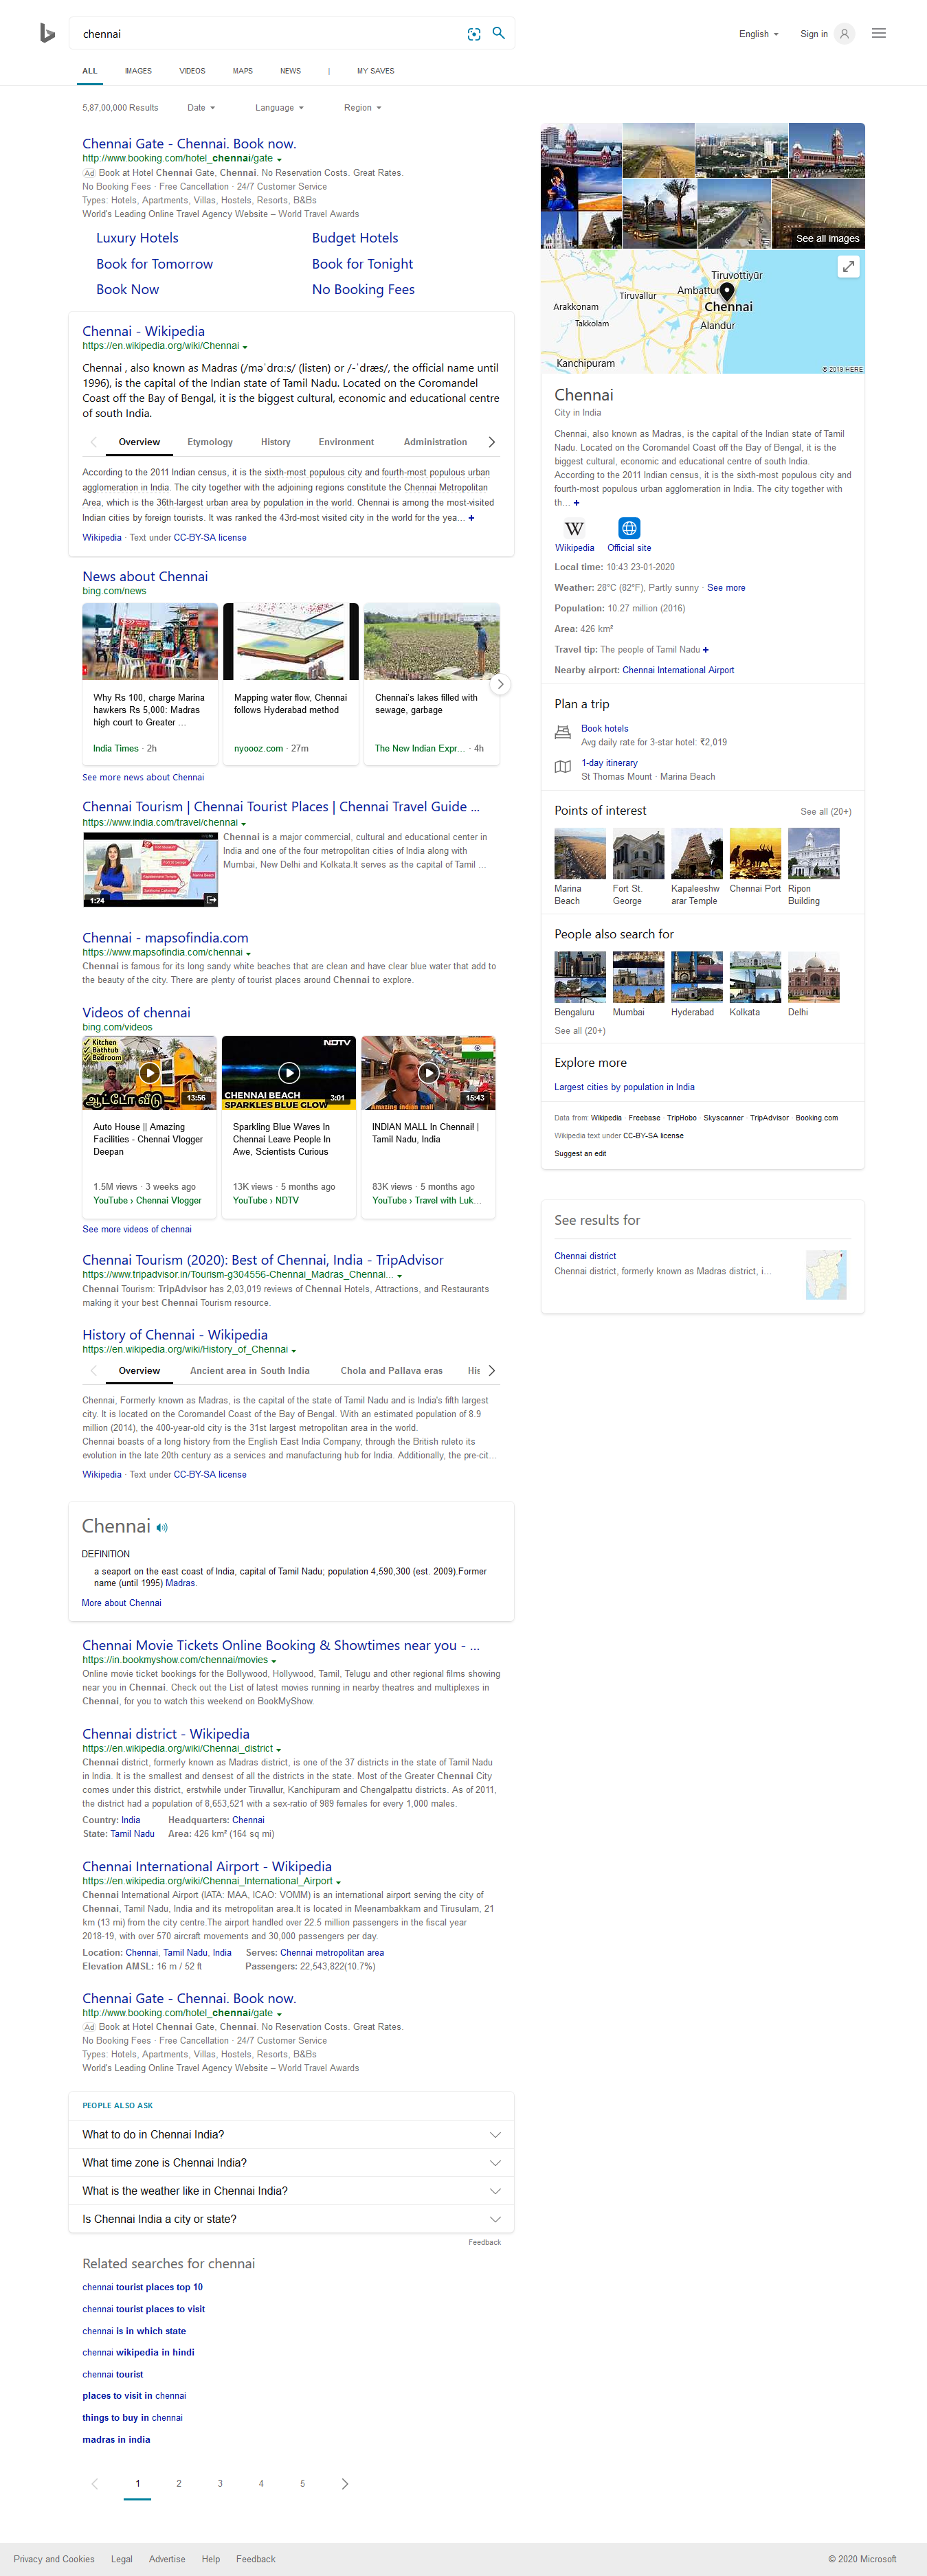 chennai
English
Sign in
ALL
IMAGES
VIDEOS
MAPS
NEWS
|
MY SAVES
5,87,00,000 Results
Date
Language
Region
Chennai Gate - Chennai. Book now.
http://www.booking.com/hotel_chennai/gate
Ad Book at Hotel Chennai Gate, Chennai. No Reservation Costs. Great Rates.
No Booking Fees · Free Cancellation · 24/7 Customer Service
Types: Hotels, Apartments, Villas, Hostels, Resorts, B&Bs
World's Leading Online Travel Agency Website – World Travel Awards
Luxury Hotels
Budget Hotels
Book for Tomorrow
Book for Tonight
Book Now
No Booking Fees
Chennai - Wikipedia
https://en.wikipedia.org/wiki/Chennai
Chennai , also known as Madras (/məˈdrɑːs/ (listen) or /-ˈdræs/, the official name until
1996), is the capital of the Indian state of Tamil Nadu. Located on the Coromandel
Coast off the Bay of Bengal, it is the biggest cultural, economic and educational centre
of south India.
Overview
Etymology
History
Environment
Administration
According to the 2011 Indian census, it is the sixth-most populous city and fourth-most populous urban
agglomeration in India. The city together with the adjoining regions constitute the Chennai Metropolitan
Area, which is the 36th-largest urban area by population in the world. Chennai is among the most-visited
Indian cities by foreign tourists. It was ranked the 43rd-most visited city in the world for the yea… +
Wikipedia · Text under CC-BY-SA license
News about Chennai
bing.com/news
Why Rs 100, charge Marina
hawkers Rs 5,000: Madras
high court to Greater ...
India Times · 2h
Mapping water flow, Chennai
follows Hyderabad method
nyoooz.com · 27m
Chennai's lakes filled with
sewage, garbage
The New Indian Expr… · 4h
See more news about Chennai
Chennai Tourism | Chennai Tourist Places | Chennai Travel Guide ...
https://www.india.com/travel/chennai
1:24
Chennai is a major commercial, cultural and educational center in
India and one of the four metropolitan cities of India along with
Mumbai, New Delhi and Kolkata.It serves as the capital of Tamil …
Chennai - mapsofindia.com
https://www.mapsofindia.com/chennai
Chennai is famous for its long sandy white beaches that are clean and have clear blue water that add to
the beauty of the city. There are plenty of tourist places around Chennai to explore.
Videos of chennai
bing.com/videos
Kitchen
Bathtub
Bedroom
ஆட்டோ வீடு
13:56
Auto House || Amazing
Facilities - Chennai Vlogger
Deepan
1.5M views · 3 weeks ago
YouTube › Chennai Vlogger
NDTV
CHENNAI BEACH
SPARKLES BLUE GLOW
3:01
Sparkling Blue Waves In
Chennai Leave People In
Awe, Scientists Curious
13K views · 5 months ago
YouTube › NDTV
Amazing indian mall
15:43
INDIAN MALL In Chennai! |
Tamil Nadu, India
83K views · 5 months ago
YouTube › Travel with Luk…
See more videos of chennai
Chennai Tourism (2020): Best of Chennai, India - TripAdvisor
https://www.tripadvisor.in/Tourism-g304556-Chennai_Madras_Chennai...
Chennai Tourism: TripAdvisor has 2,03,019 reviews of Chennai Hotels, Attractions, and Restaurants
making it your best Chennai Tourism resource.
History of Chennai - Wikipedia
https://en.wikipedia.org/wiki/History_of_Chennai
Overview
Ancient area in South India
Chola and Pallava eras
His
Chennai, Formerly known as Madras, is the capital of the state of Tamil Nadu and is India's fifth largest
city. It is located on the Coromandel Coast of the Bay of Bengal. With an estimated population of 8.9
million (2014), the 400-year-old city is the 31st largest metropolitan area in the world.
Chennai boasts of a long history from the English East India Company, through the British ruleto its
evolution in the late 20th century as a services and manufacturing hub for India. Additionally, the pre-cit…
Wikipedia · Text under CC-BY-SA license
Chennai
DEFINITION
a seaport on the east coast of India, capital of Tamil Nadu; population 4,590,300 (est. 2009).Former
name (until 1995) Madras.
More about Chennai
Chennai Movie Tickets Online Booking & Showtimes near you - ...
https://in.bookmyshow.com/chennai/movies
Online movie ticket bookings for the Bollywood, Hollywood, Tamil, Telugu and other regional films showing
near you in Chennai. Check out the List of latest movies running in nearby theatres and multiplexes in
Chennai, for you to watch this weekend on BookMyShow.
Chennai district - Wikipedia
https://en.wikipedia.org/wiki/Chennai_district
Chennai district, formerly known as Madras district, is one of the 37 districts in the state of Tamil Nadu
in India. It is the smallest and densest of all the districts in the state. Most of the Greater Chennai City
comes under this district, erstwhile under Tiruvallur, Kanchipuram and Chengalpattu districts. As of 2011,
the district had a population of 8,653,521 with a sex-ratio of 989 females for every 1,000 males.
Country: India
Headquarters: Chennai
State: Tamil Nadu
Area: 426 km² (164 sq mi)
Chennai International Airport - Wikipedia
https://en.wikipedia.org/wiki/Chennai_International_Airport
Chennai International Airport (IATA: MAA, ICAO: VOMM) is an international airport serving the city of
Chennai, Tamil Nadu, India and its metropolitan area.It is located in Meenambakkam and Tirusulam, 21
km (13 mi) from the city centre.The airport handled over 22.5 million passengers in the fiscal year
2018-19, with over 570 aircraft movements and 30,000 passengers per day.
Location: Chennai, Tamil Nadu, India
Serves: Chennai metropolitan area
Elevation AMSL: 16 m / 52 ft
Passengers: 22,543,822(10.7%)
Chennai Gate - Chennai. Book now.
http://www.booking.com/hotel_chennai/gate
Ad Book at Hotel Chennai Gate, Chennai. No Reservation Costs. Great Rates.
No Booking Fees · Free Cancellation · 24/7 Customer Service
Types: Hotels, Apartments, Villas, Hostels, Resorts, B&Bs
World's Leading Online Travel Agency Website – World Travel Awards
PEOPLE ALSO ASK
What to do in Chennai India?
What time zone is Chennai India?
What is the weather like in Chennai India?
Is Chennai India a city or state?
Feedback
Related searches for chennai
chennai tourist places top 10
chennai tourist places to visit
chennai is in which state
chennai wikipedia in hindi
chennai tourist
places to visit in chennai
things to buy in chennai
madras in india
1
2
3
4
5
See all images
Tiruvottiyūr
Ambattur
Tiruvallur
Arakkonam
Chennai
Takkolam
Alandur
Kanchipuram
© 2019 HERE
Chennai
City in India
Chennai, also known as Madras, is the capital of the Indian state of Tamil
Nadu. Located on the Coromandel Coast off the Bay of Bengal, it is the
biggest cultural, economic and educational centre of south India.
According to the 2011 Indian census, it is the sixth-most populous city and
fourth-most populous urban agglomeration in India. The city together with
th… +
W
Wikipedia
Official site
Local time: 10:43 23-01-2020
Weather: 28°C (82°F), Partly sunny · See more
Population: 10.27 million (2016)
Area: 426 km²
Travel tip: The people of Tamil Nadu +
Nearby airport: Chennai International Airport
Plan a trip
Book hotels
Avg daily rate for 3-star hotel: ₹2,019
1-day itinerary
St Thomas Mount · Marina Beach
Points of interest
See all (20+)
Marina
Beach
Fort St.
George
Kapaleeshw
arar Temple
Chennai Port
Ripon
Building
People also search for
Bengaluru
Mumbai
Hyderabad
Kolkata
Delhi
See all (20+)
Explore more
Largest cities by population in India
Data from: Wikipedia · Freebase · TripHobo · Skyscanner · TripAdvisor · Booking.com
Wikipedia text under CC-BY-SA license
Suggest an edit
See results for
Chennai district
Chennai district, formerly known as Madras district, i…
Privacy and Cookies
Legal
Advertise
Help
Feedback
© 2020 Microsoft